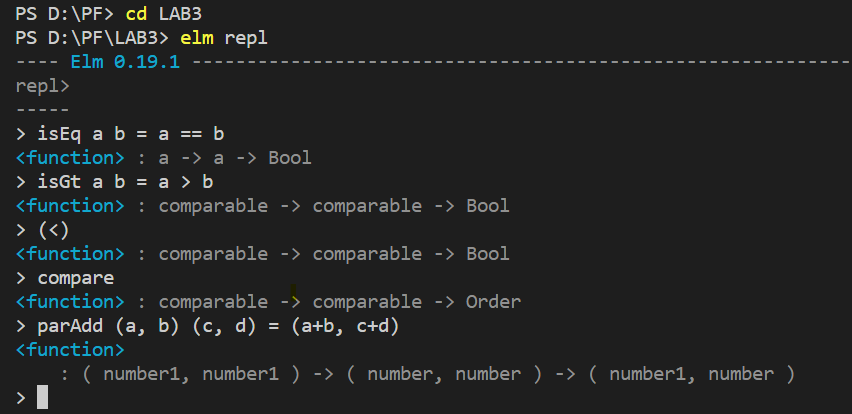 PS D:\PF> cd LAB3
PS D:\PF\LAB3> elm repl
---- Elm 0.19.1 ------------------------------------------------------------
repl>
-----
> isEq a b = a == b
<function> : a -> a -> Bool
> isGt a b = a > b
<function> : comparable -> comparable -> Bool
> (<)
<function> : comparable -> comparable -> Bool
> compare
<function> : comparable -> comparable -> Order
> parAdd (a, b) (c, d) = (a+b, c+d)
<function>
    : ( number1, number1 ) -> ( number, number ) -> ( number1, number )
>